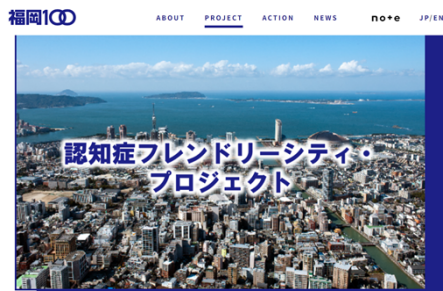 福岡100
ABOUT
PROJECT
ACTION
NEWS
note
JP/EN
認知症フレンドリーシティ・
プロジェクト